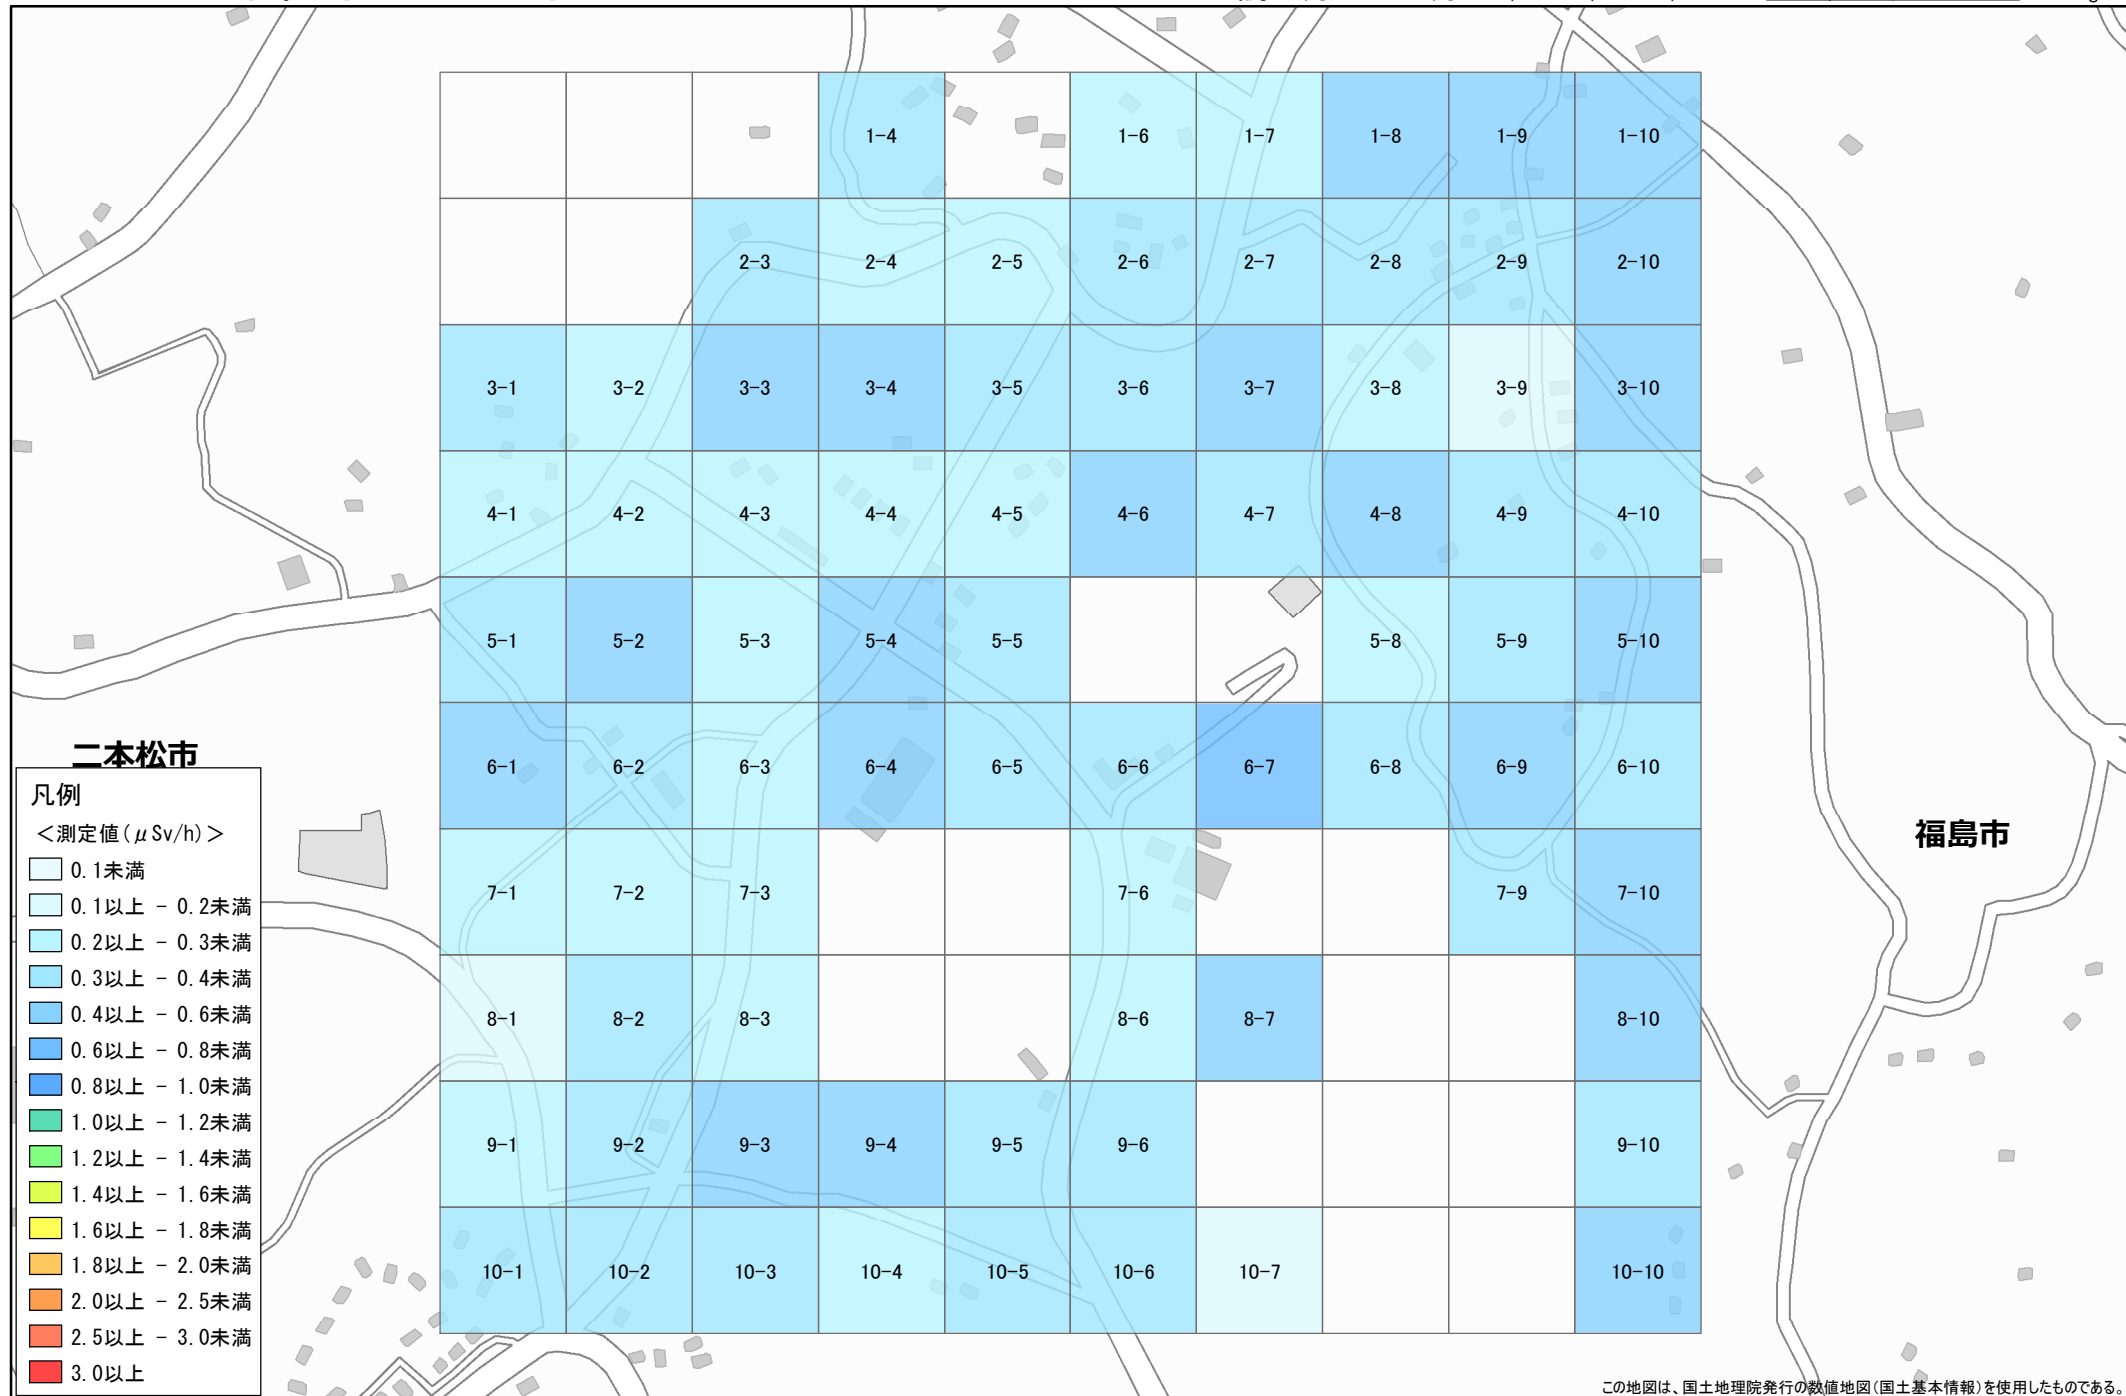 1-4 1-6 1-7 1-8 1-9 1-10
2-3 2-4 2-5 2-6 2-7 2-8 2-9 2-10
3-1 3-2 3-3 3-4 3-5 3-6 3-7 3-8 3-9 3-10
4-1 4-2 4-3 4-4 4-5 4-6 4-7 4-8 4-9 4-10
5-1 5-2 5-3 5-4 5-5 5-8 5-9 5-10
二本松市
6-1 6-2 6-3 6-4 6-5 6-6 6-7 6-8 6-9 6-10
福島市
7-1 7-2 7-3 7-6 7-9 7-10
8-1 8-2 8-3 8-6 8-7 8-10
9-1 9-2 9-3 9-4 9-5 9-6 9-10
10-1 10-2 10-3 10-4 10-5 10-6 10-7 10-10
凡例
＜測定値(μSv/h)＞
0.1未満
0.1以上 - 0.2未満
0.2以上 - 0.3未満
0.3以上 - 0.4未満
0.4以上 - 0.6未満
0.6以上 - 0.8未満
0.8以上 - 1.0未満
1.0以上 - 1.2未満
1.2以上 - 1.4未満
1.4以上 - 1.6未満
1.6以上 - 1.8未満
1.8以上 - 2.0未満
2.0以上 - 2.5未満
2.5以上 - 3.0未満
3.0以上
この地図は、国土地理院発行の数値地図(国土基本情報)を使用したものである。